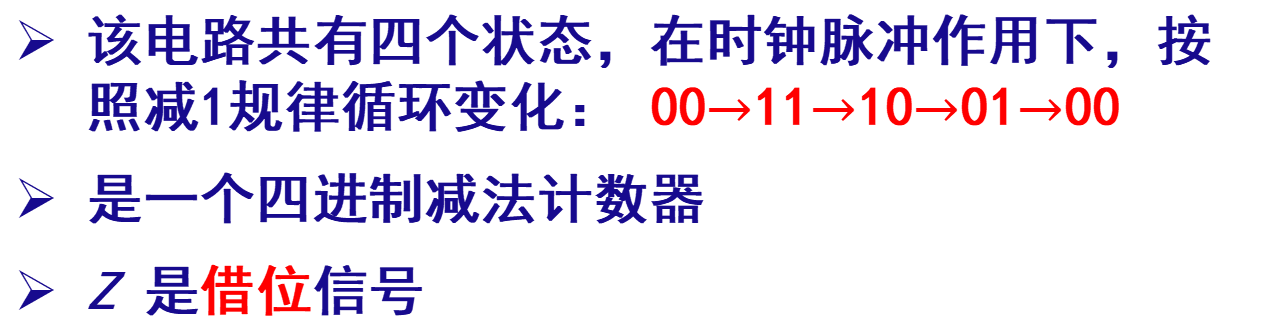 ➢ 该电路共有四个状态，在时钟脉冲作用下，按
照减1规律循环变化： 00→11→10→01→00
➢ 是一个四进制减法计数器
➢ Z 是借位信号